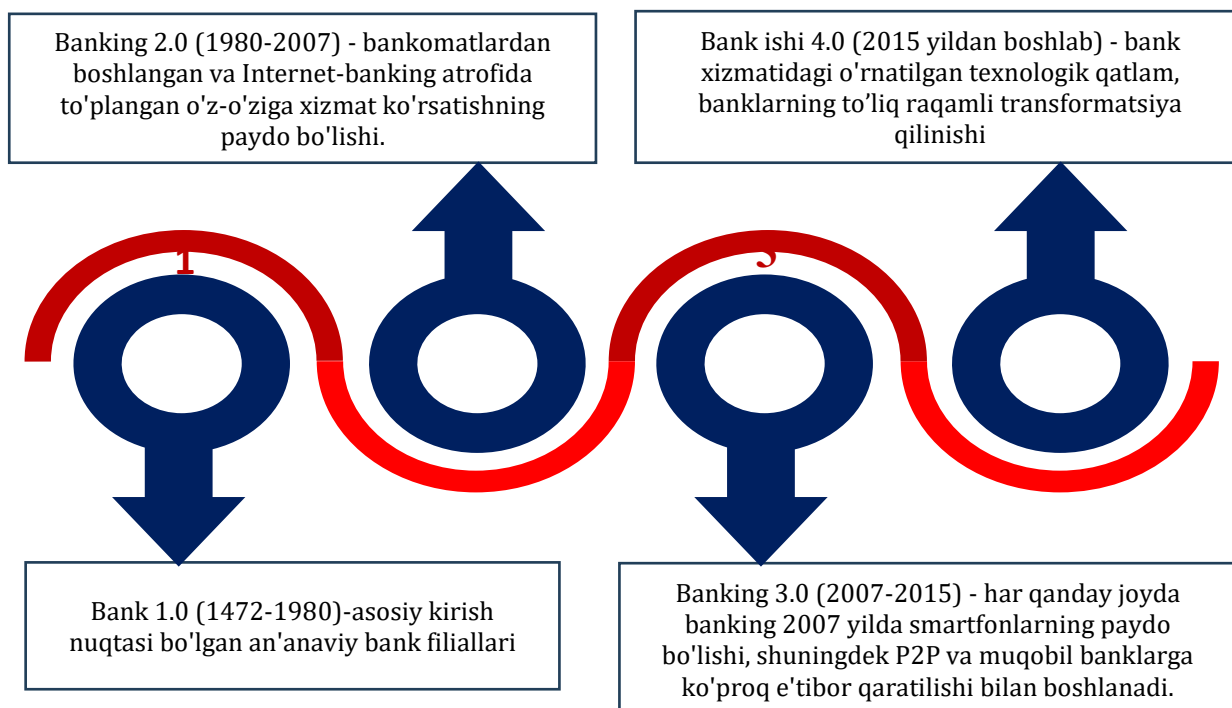 Banking 2.0 (1980-2007) - bankomatlardan
boshlangan va Internet-banking atrofida
to'plangan o'z-o'ziga xizmat ko'rsatishning
paydo bo'lishi.
Bank ishi 4.0 (2015 yildan boshlab) - bank
xizmatidagi o'rnatilgan texnologik qatlam,
banklarning to’liq raqamli transformatsiya
qilinishi
1
Bank 1.0 (1472-1980)-asosiy kirish
nuqtasi bo'lgan an'anaviy bank filiallari
Banking 3.0 (2007-2015) - har qanday joyda
banking 2007 yilda smartfonlarning paydo
bo'lishi, shuningdek P2P va muqobil banklarga
ko'proq e'tibor qaratilishi bilan boshlanadi.